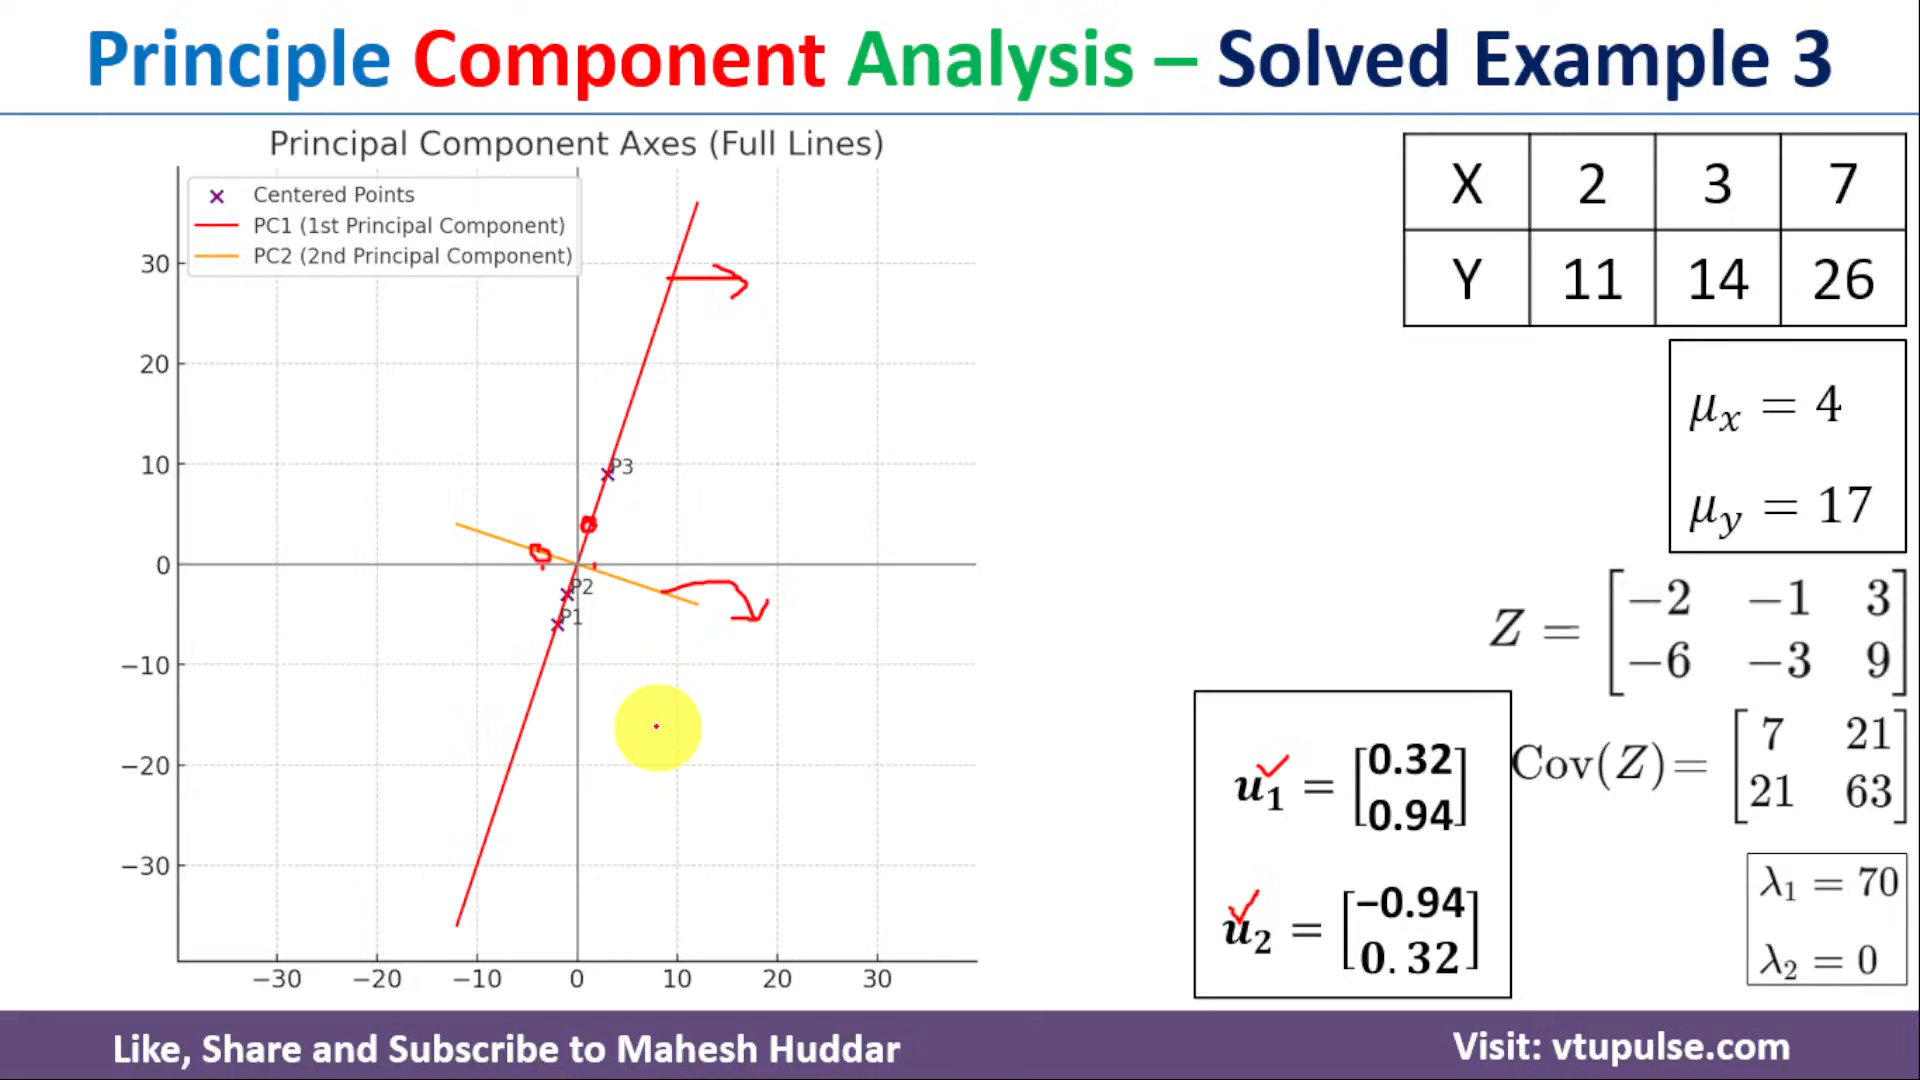 Principle Component Analysis – Solved Example 3
Principal Component Axes (Full Lines)
Centered Points
PC1 (1st Principal Component)
PC2 (2nd Principal Component)
30
20
10
0
−10
−20
−30
−30 −20 −10 0 10 20 30
P3
P2
P1
X 2 3 7
Y 11 14 26
μx = 4
μy = 17
Z = [−2 −1 3
−6 −3 9]
Cov(Z) = [7 21
21 63]
u1 = [0.32
0.94]
u2 = [−0.94
0.32]
λ1 = 70
λ2 = 0
Like, Share and Subscribe to Mahesh Huddar
Visit: vtupulse.com